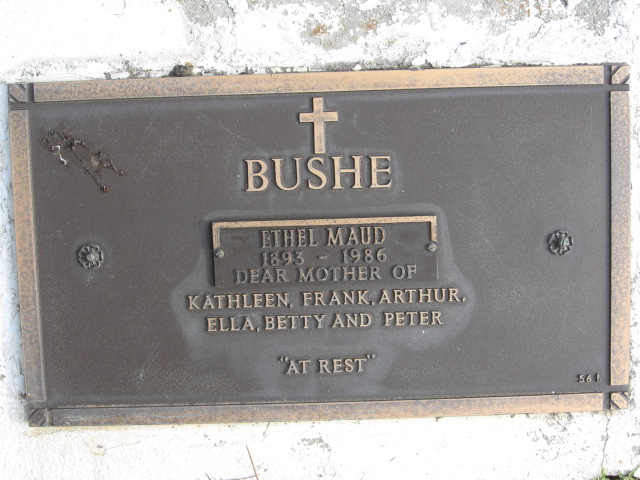 BUSHE
ETHEL MAUD
1893 - 1986
DEAR MOTHER OF
KATHLEEN, FRANK, ARTHUR,
ELLA, BETTY AND PETER
"AT REST"
561